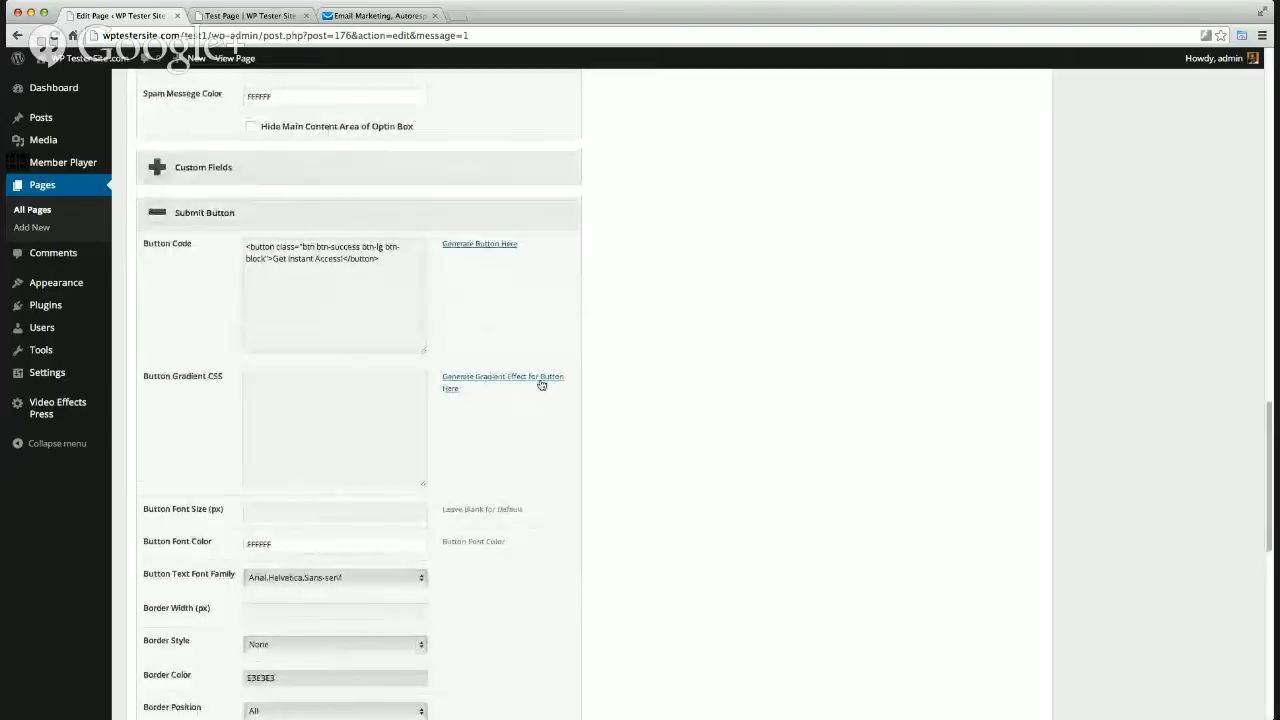 Edit Page ‹ WP Tester Site
Test Page | WP Tester Site
Email Marketing, Autoresp
wptestersite.com/test1/wp-admin/post.php?post=176&action=edit&message=1
Google+
WP Tester Site.com
New
View Page
Howdy, admin
Dashboard
Posts
Media
Member Player
Pages
All Pages
Add New
Comments
Appearance
Plugins
Users
Tools
Settings
Video Effects
Press
Collapse menu
Spam Messege Color
FFFFFF
Hide Main Content Area of Optin Box
Custom Fields
Submit Button
Button Code
<button class="btn btn-success btn-lg btn-
block">Get Instant Access!</button>
Generate Button Here
Button Gradient CSS
Generate Gradient Effect for Button
Here
Button Font Size (px)
Leave Blank for Default
Button Font Color
FFFFFF
Button Font Color
Button Text Font Family
Arial,Helvetica,Sans-serif
Border Width (px)
Border Style
None
Border Color
E3E3E3
Border Position
All